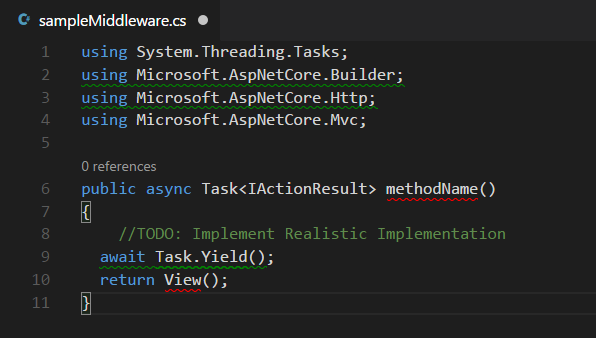 sampleMiddleware.cs
1 using System.Threading.Tasks;
2 using Microsoft.AspNetCore.Builder;
3 using Microsoft.AspNetCore.Http;
4 using Microsoft.AspNetCore.Mvc;
5
0 references
6 public async Task<IActionResult> methodName()
7 {
8 //TODO: Implement Realistic Implementation
9 await Task.Yield();
10 return View();
11 }